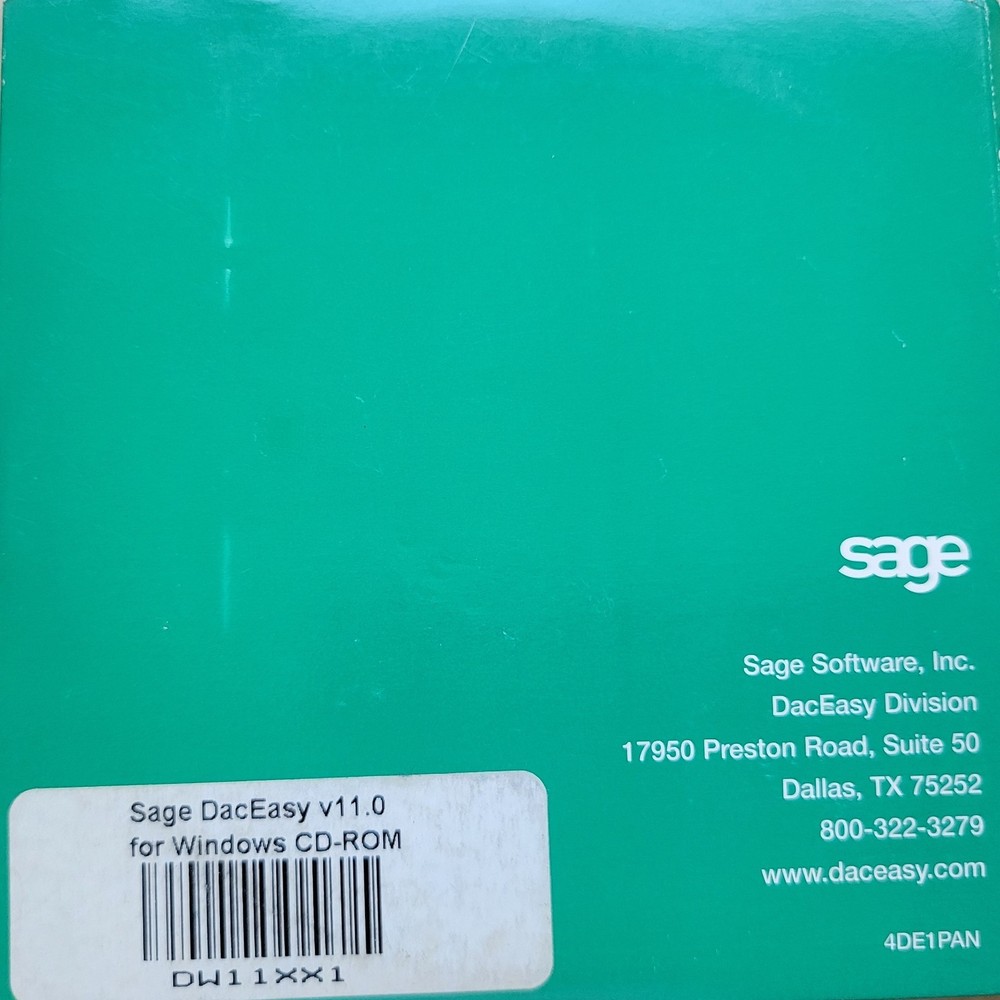 sage
Sage Software, Inc.
DacEasy Division
17950 Preston Road, Suite 50
Dallas, TX 75252
800-322-3279
www.daceasy.com
4DE1PAN
Sage DacEasy v11.0
for Windows CD-ROM
DW11XX1